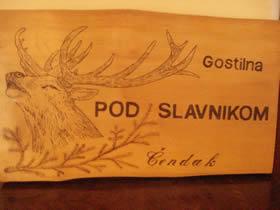 Gostilna
POD SLAVNIKOM
Čendak